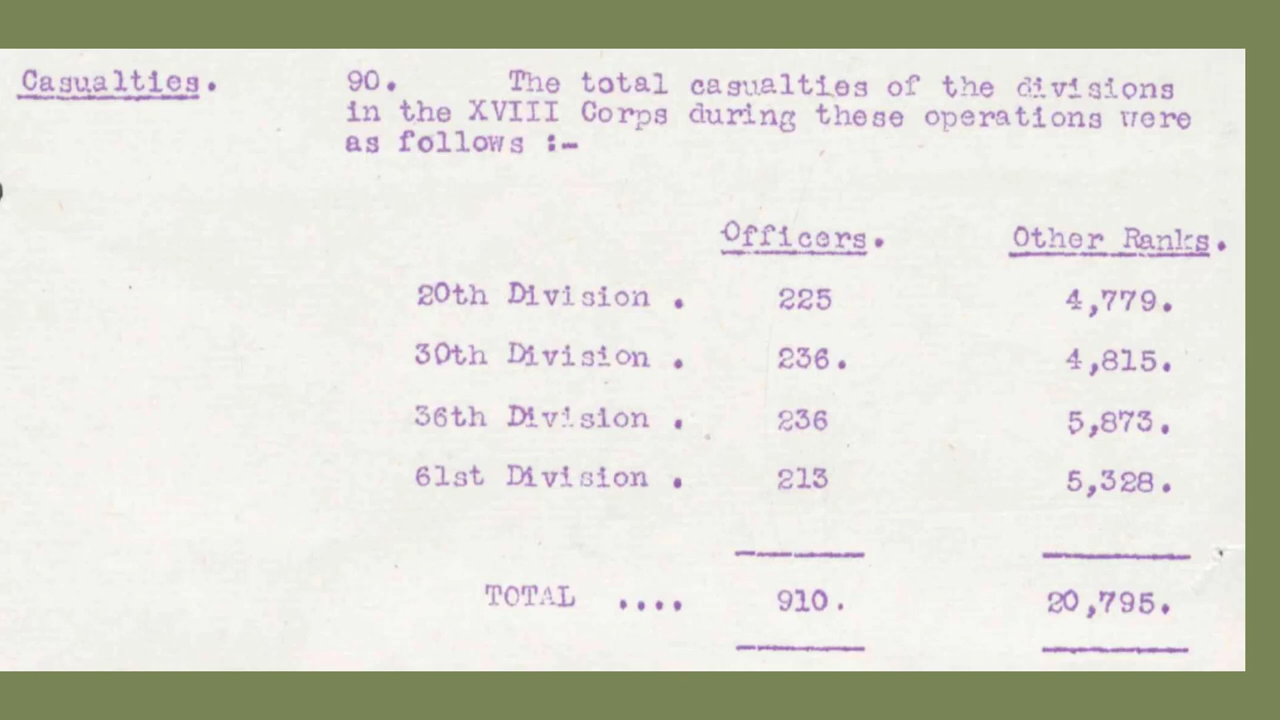 Casualties. 90. The total casualties of the divisions
in the XVIII Corps during these operations were
as follows :-
Officers. Other Ranks.
20th Division . 225 4,779.
30th Division . 236. 4,815.
36th Division . 236 5,873.
61st Division . 213 5,328.
TOTAL .... 910. 20,795.